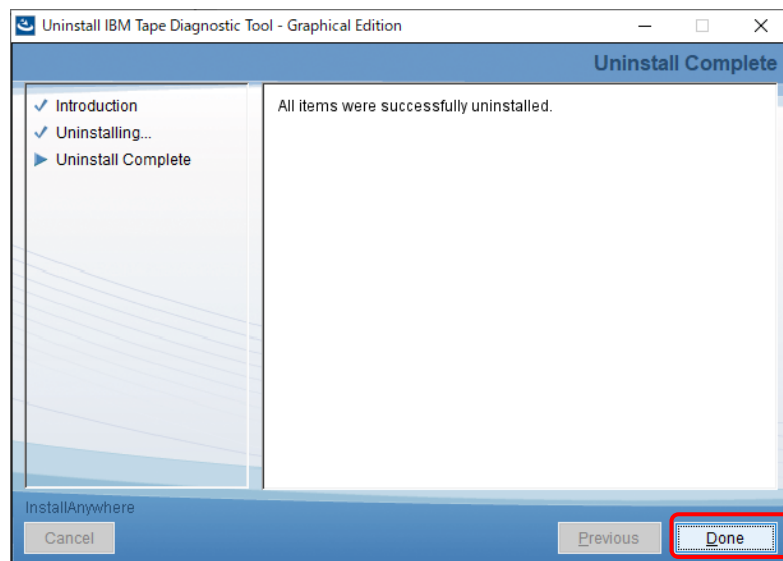 Uninstall IBM Tape Diagnostic Tool - Graphical Edition
Uninstall Complete
Introduction
Uninstalling...
Uninstall Complete
All items were successfully uninstalled.
InstallAnywhere
Cancel
Previous
Done